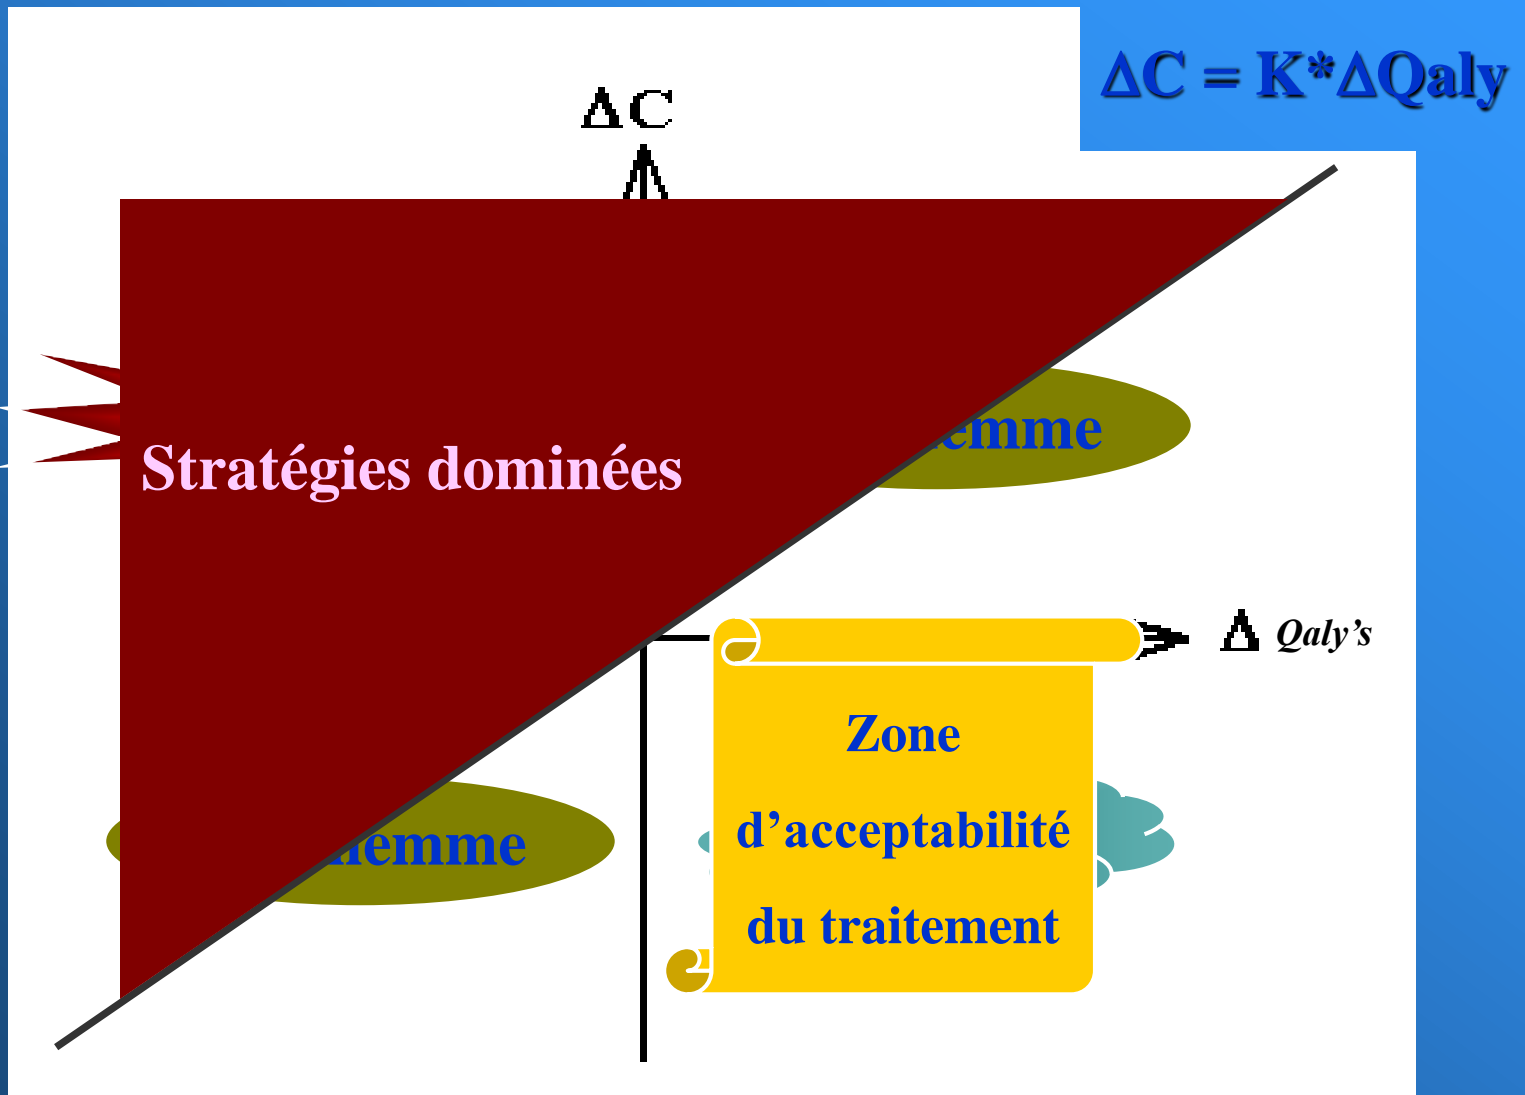 ΔC = K*ΔQaly
ΔC
Stratégies dominées
Δ Qaly’s
Zone
d’acceptabilité
du traitement